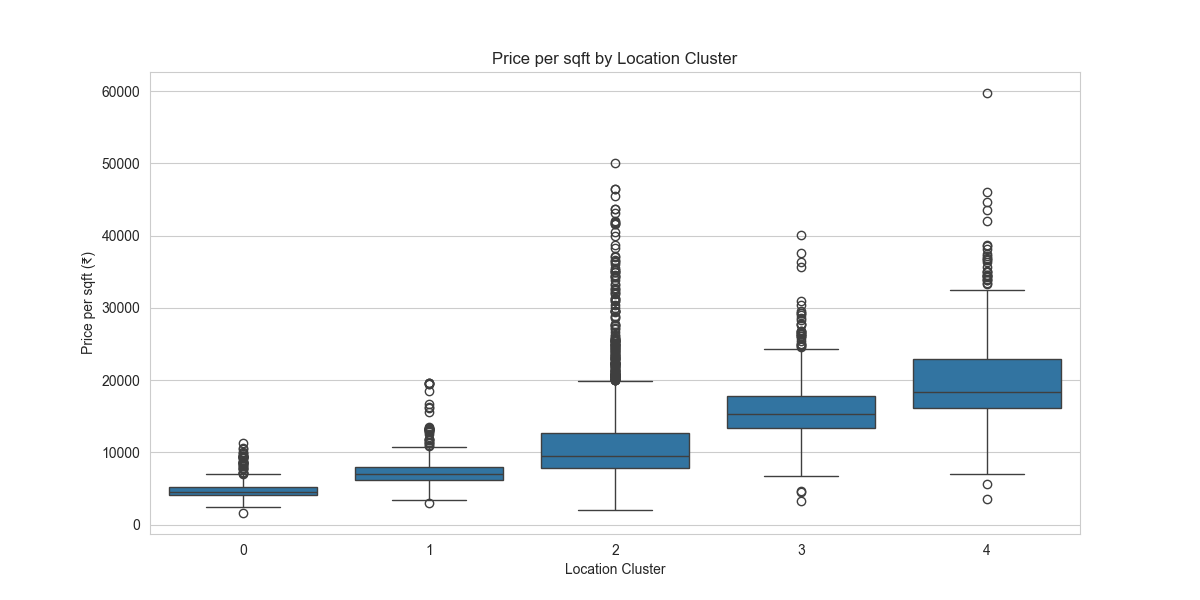 Price per sqft by Location Cluster
Price per sqft (₹)
60000
50000
40000
30000
20000
10000
0
0 1 2 3 4
Location Cluster